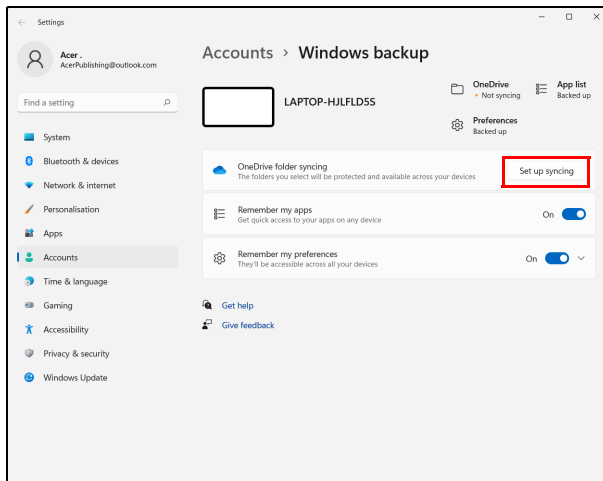 Settings
Acer .
AcerPublishing@outlook.com
Find a setting
System
Bluetooth & devices
Network & internet
Personalisation
Apps
Accounts
Time & language
Gaming
Accessibility
Privacy & security
Windows Update
Accounts > Windows backup
LAPTOP-HJLFLD5S
OneDrive
• Not syncing
App list
Backed up
Preferences
Backed up
OneDrive folder syncing
The folders you select will be protected and available across your devices
Set up syncing
Remember my apps
Get quick access to your apps on any device
On
Remember my preferences
They'll be accessible across all your devices
On
Get help
Give feedback